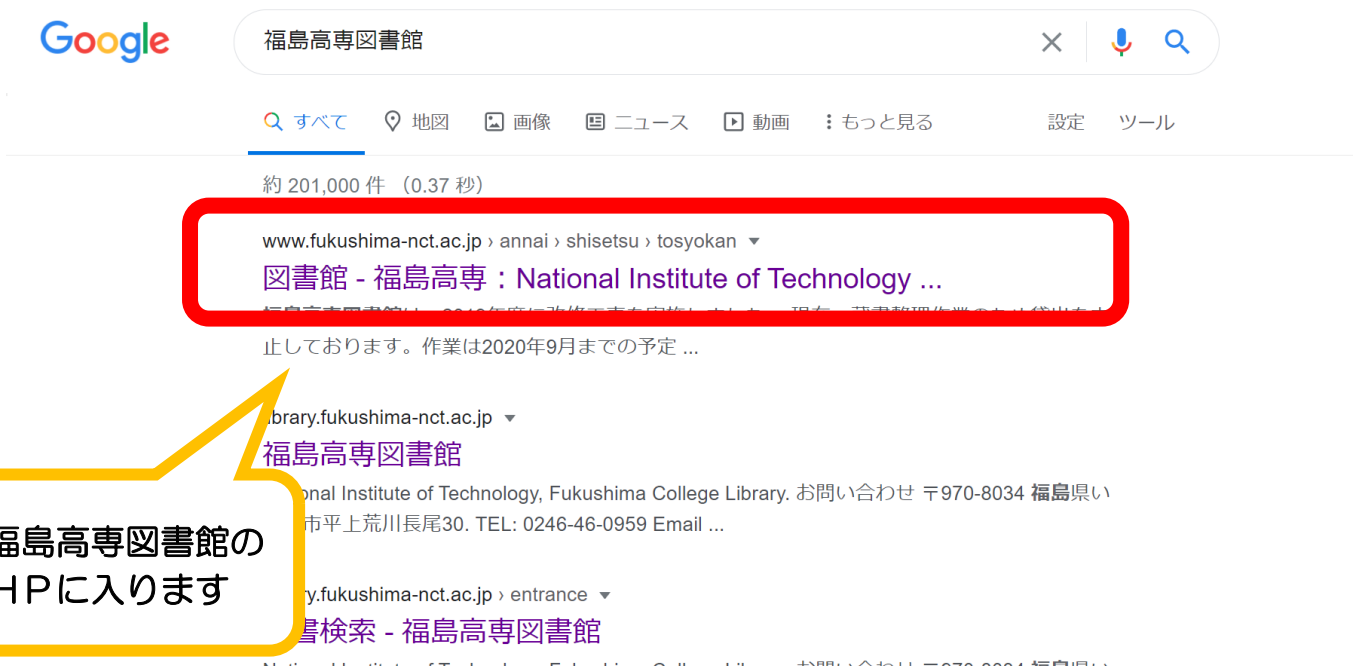 Google
福島高専図書館
すべて 地図 画像 ニュース 動画 もっと見る 設定 ツール
約 201,000 件 (0.37 秒)
www.fukushima-nct.ac.jp › annai › shisetsu › tosyokan
図書館 - 福島高専:National Institute of Technology ...
止しております。作業は2020年9月までの予定 ...
brary.fukushima-nct.ac.jp
福島高専図書館
onal Institute of Technology, Fukushima College Library. お問い合わせ 〒970-8034 福島県い
市平上荒川長尾30. TEL: 0246-46-0959 Email ...
福島高専図書館の
HPに入ります
y.fukushima-nct.ac.jp › entrance
書検索 - 福島高専図書館